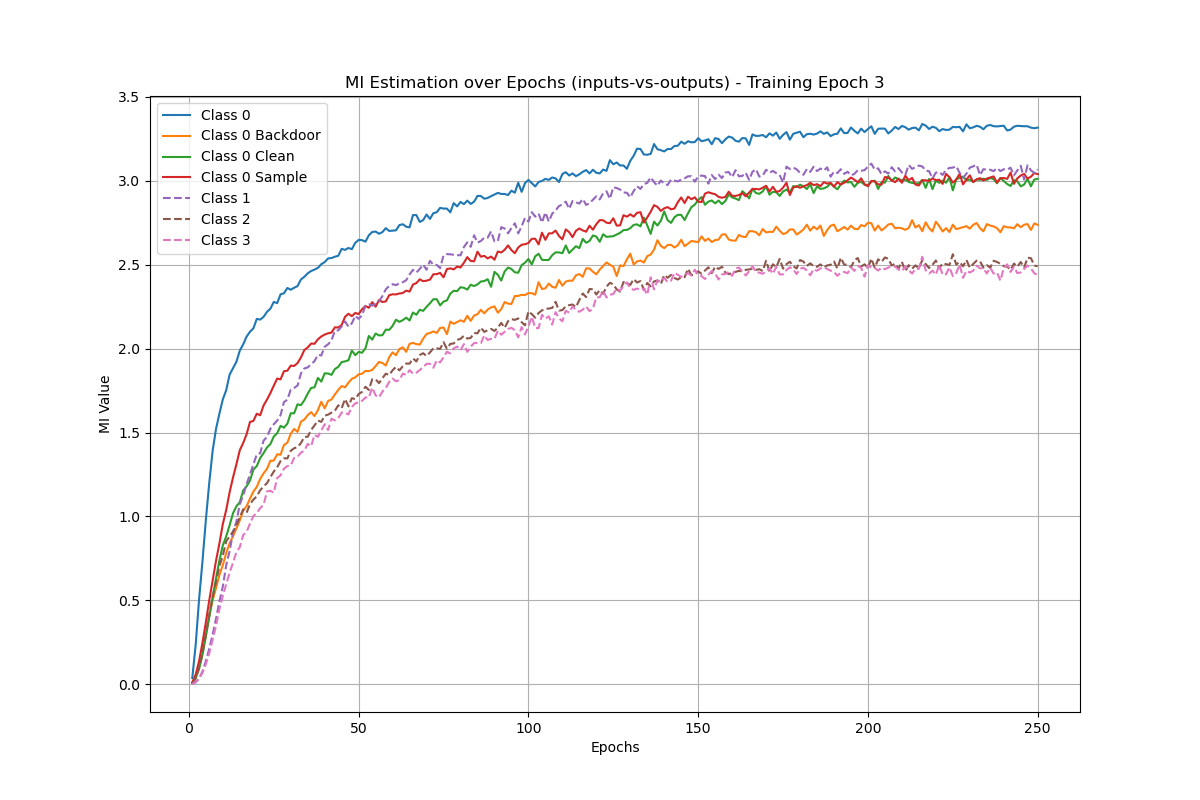 MI Estimation over Epochs (inputs-vs-outputs) - Training Epoch 3
3.5
3.0
2.5
2.0
1.5
1.0
0.5
0.0
MI Value
Class 0
Class 0 Backdoor
Class 0 Clean
Class 0 Sample
Class 1
Class 2
Class 3
0
50
100
150
200
250
Epochs